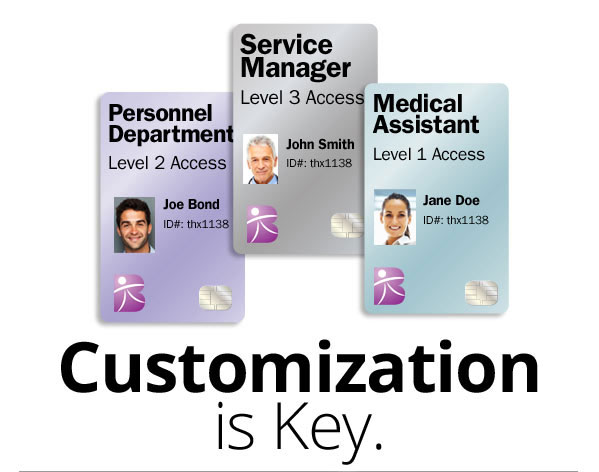 Service
Manager
Level 3 Access
John Smith
ID#: thx1138
Personnel
Department
Level 2 Access
Joe Bond
ID#: thx1138
Medical
Assistant
Level 1 Access
Jane Doe
ID#: thx1138
Customization
is Key.